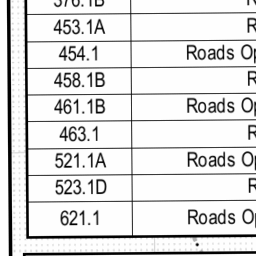 376.1B R
453.1A R
454.1 Roads Op
458.1B R
461.1B Roads Op
463.1 R
521.1A Roads Op
523.1D R
621.1 Roads Op